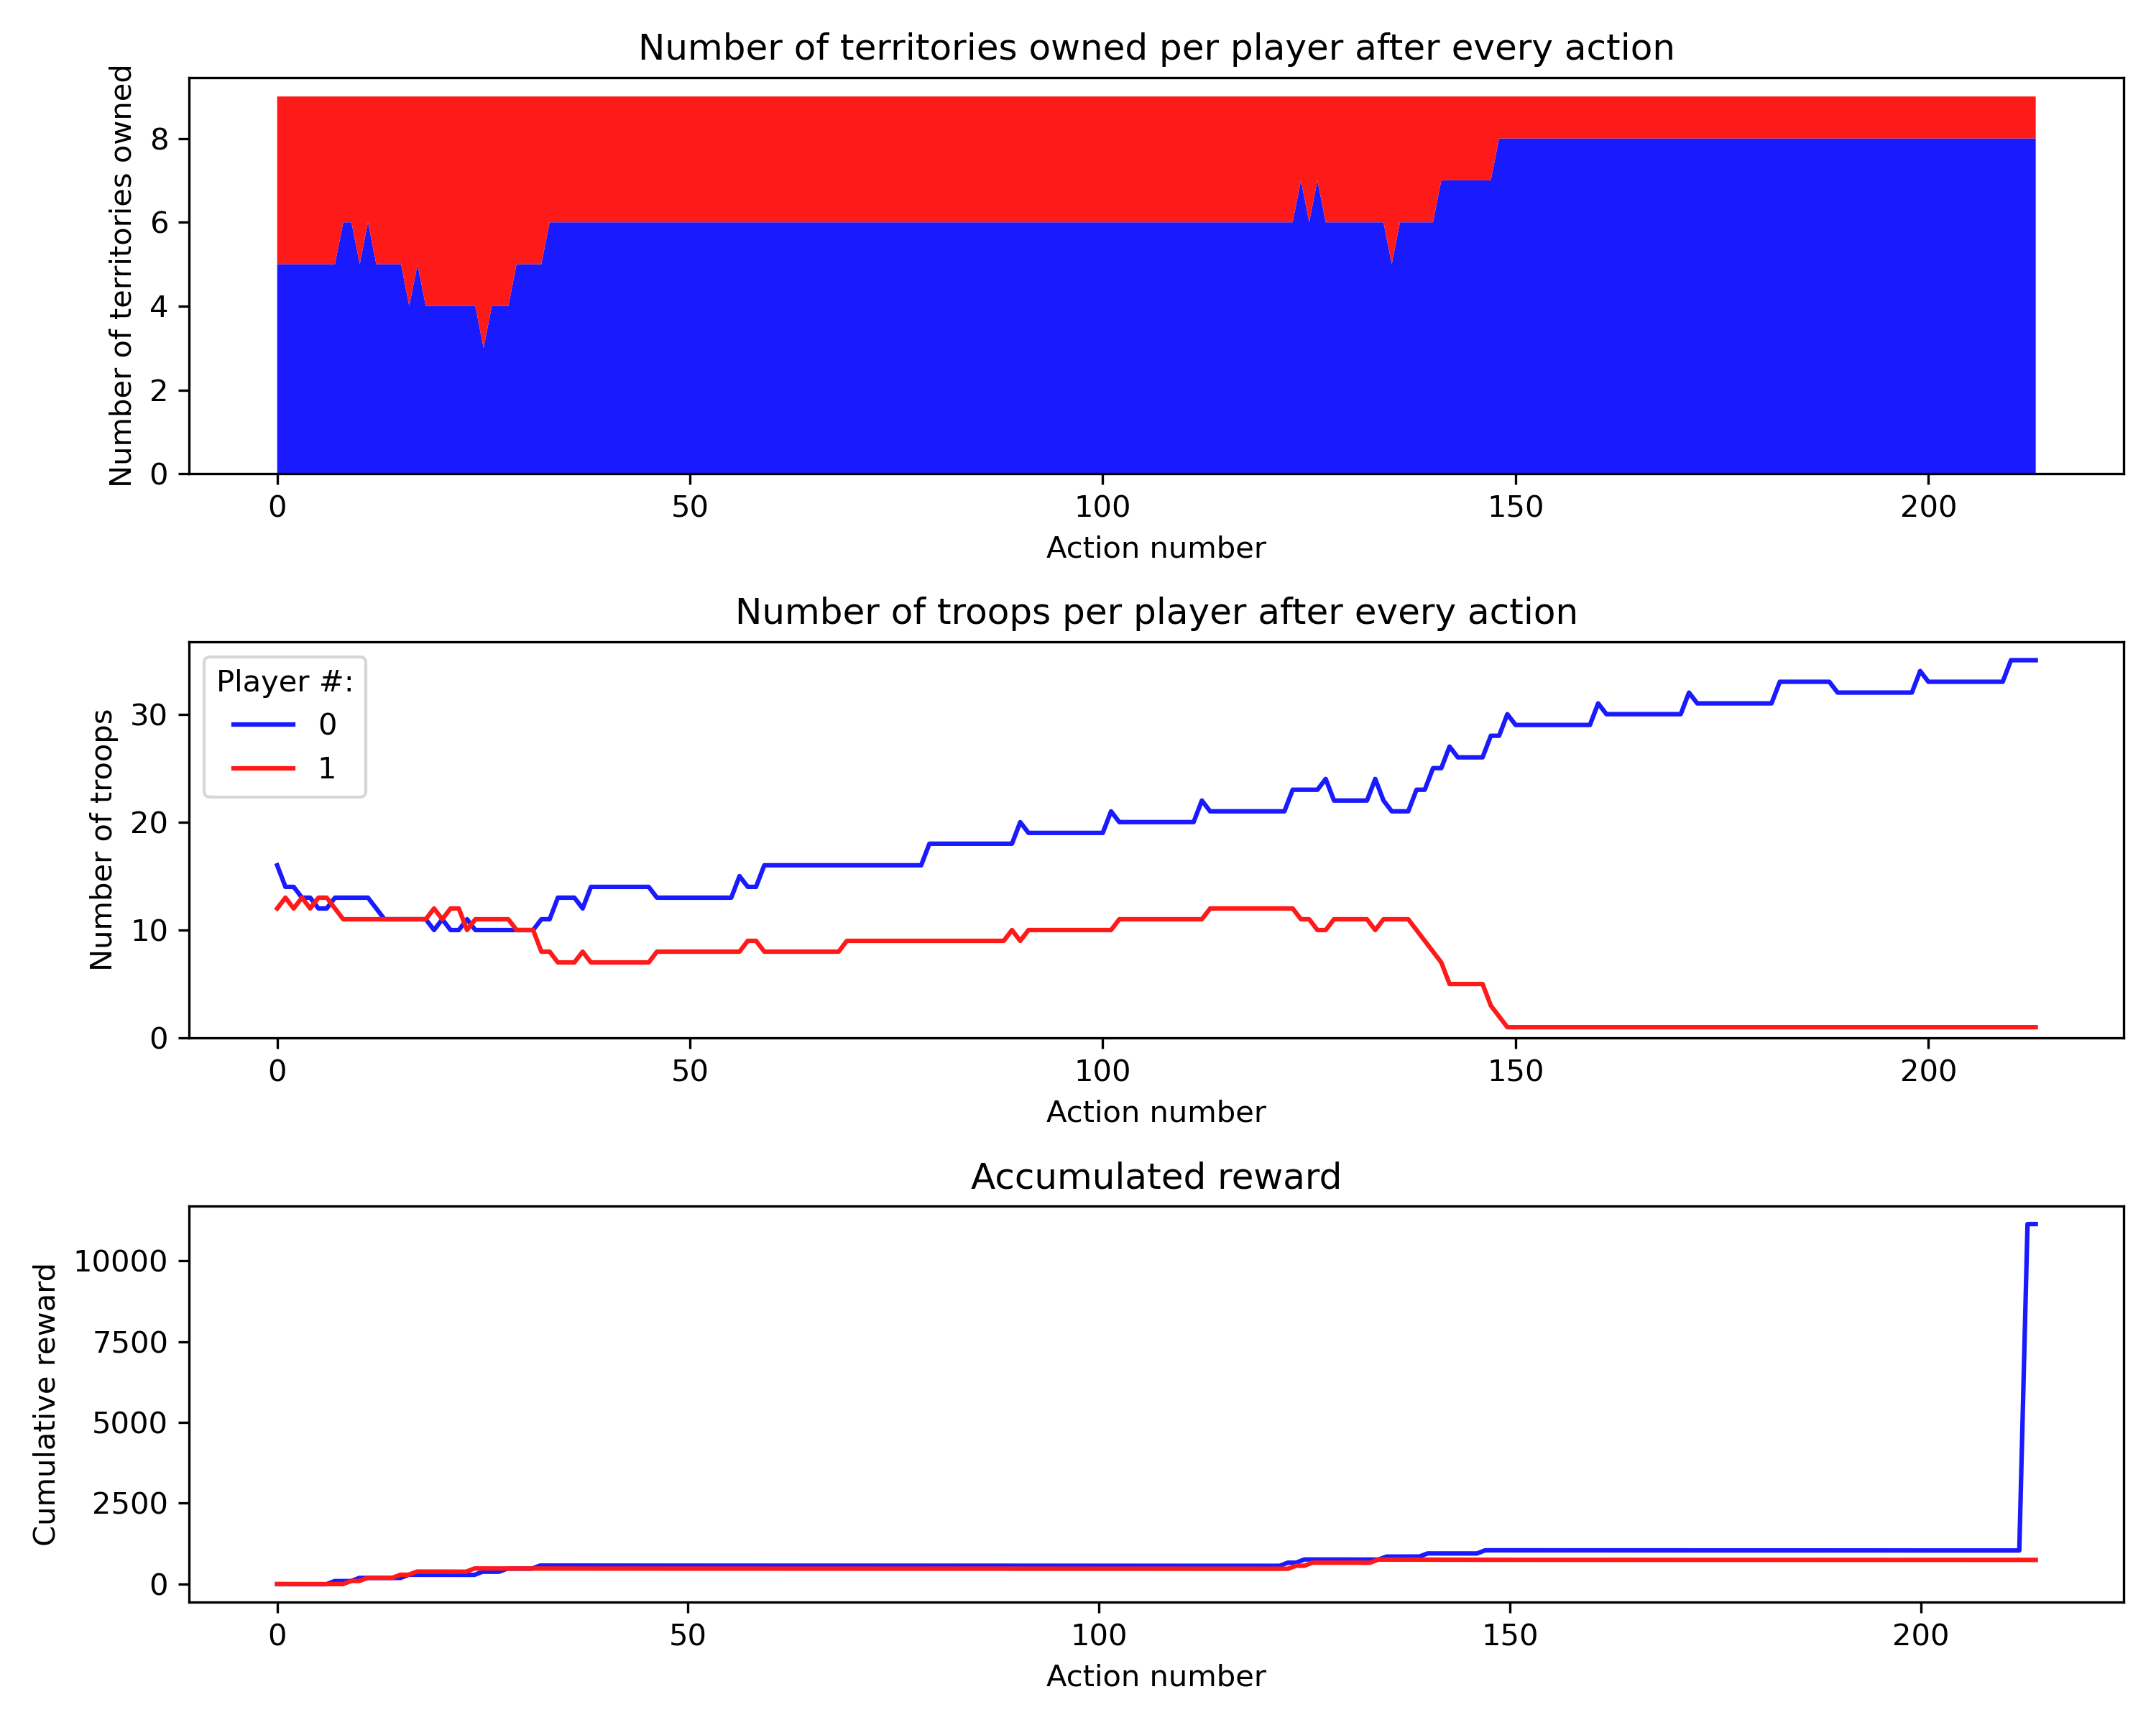 Number of territories owned per player after every action
Number of territories owned
8
6
4
2
0
0 50 100 150 200
Action number
Number of troops per player after every action
Number of troops
Player #:
0
1
30
20
10
0
0 50 100 150 200
Action number
Accumulated reward
Cumulative reward
10000
7500
5000
2500
0
0 50 100 150 200
Action number